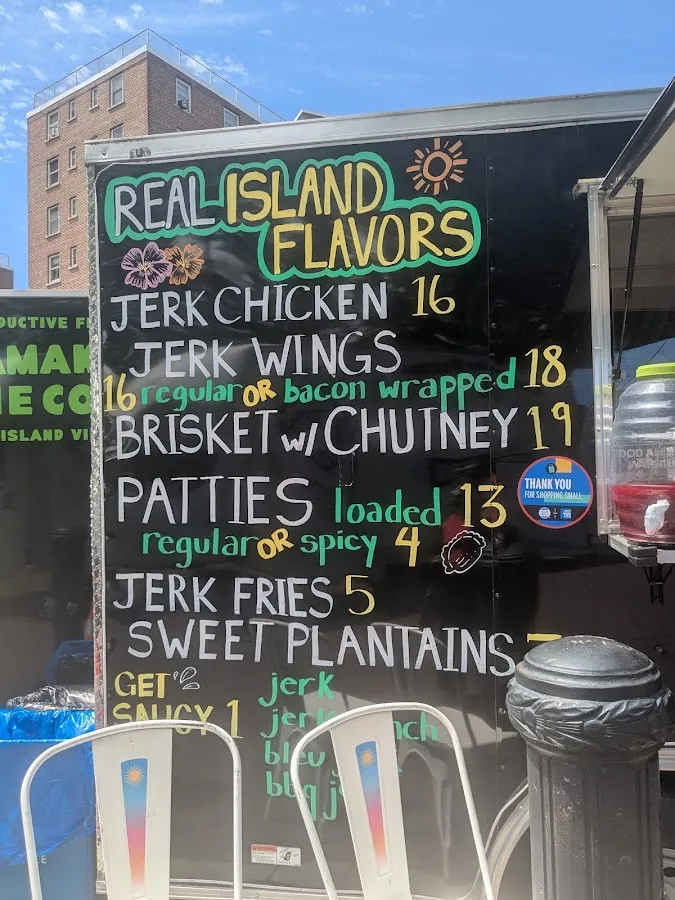 REAL ISLAND
FLAVORS
JERK CHICKEN 16
JERK WINGS
16 regular OR bacon wrapped 18
BRISKET w/ CHUTNEY 19
PATTIES loaded 13
regular OR spicy 4
JERK FRIES 5
SWEET PLANTAINS
GET
SAUCY 1
jerk
bbq
THANK YOU
FOR SHOPPING SMALL
ISLAND